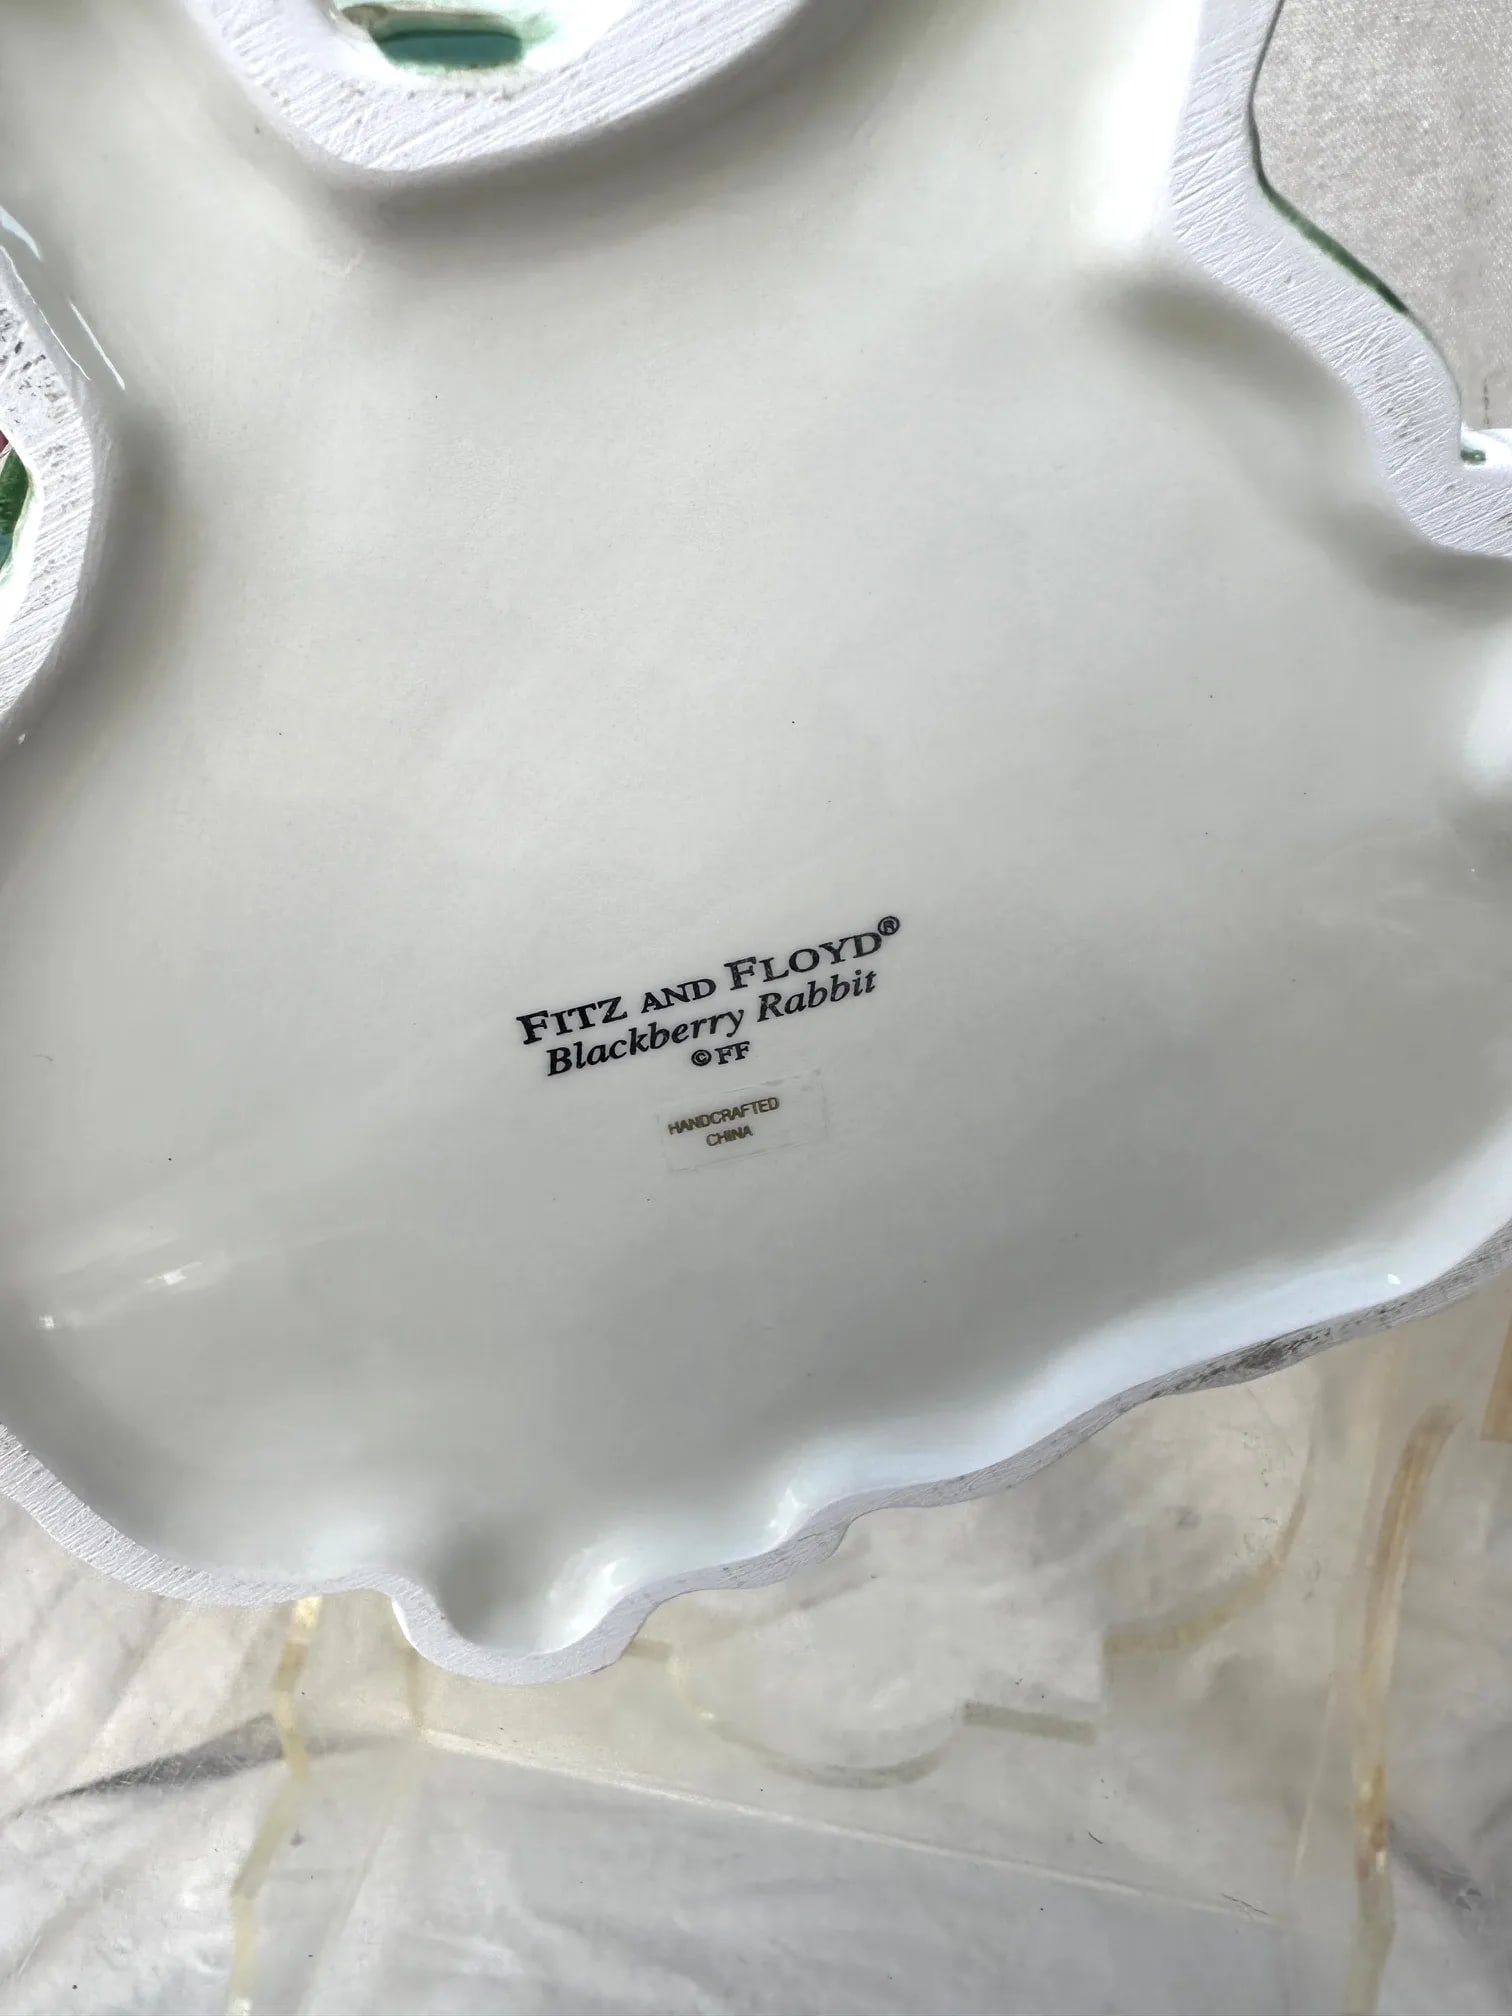 FITZ AND FLOYD®
Blackberry Rabbit
©FF
HANDCRAFTED
CHINA